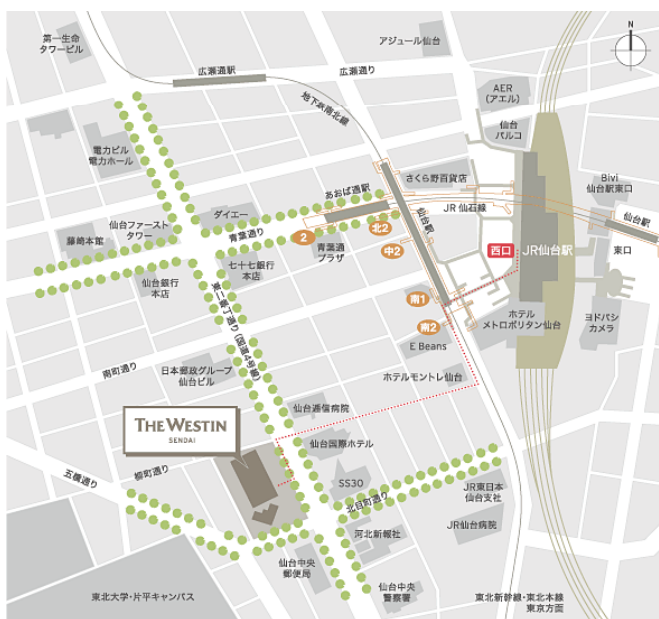 第一生命
タワービル
アジュール仙台
N
広瀬通駅
広瀬通り
地下鉄南北線
AER
(アエル)
仙台
パルコ
電力ビル
電力ホール
さくら野百貨店
Bivi
仙台駅東口
あおば通駅
JR 仙石線
仙台駅
仙台駅
仙台ファースト
タワー
ダイエー
藤崎本館
青葉通り
2
北2
青葉通
プラザ
中2
西口
JR仙台駅
東口
七十七銀行
本店
仙台銀行
本店
南1
南2
ホテル
メトロポリタン仙台
ヨドバシ
カメラ
東二番丁通り(国道4号線)
E Beans
南町通り
日本郵政グループ
仙台ビル
ホテルモントレ仙台
仙台逓信病院
THE WESTIN
SENDAI
仙台国際ホテル
柳町通り
五橋通り
SS30
北目町通り
JR東日本
仙台支社
河北新報社
JR仙台病院
仙台中央
郵便局
仙台中央
警察署
東北大学・片平キャンパス
東北新幹線・東北本線
東京方面